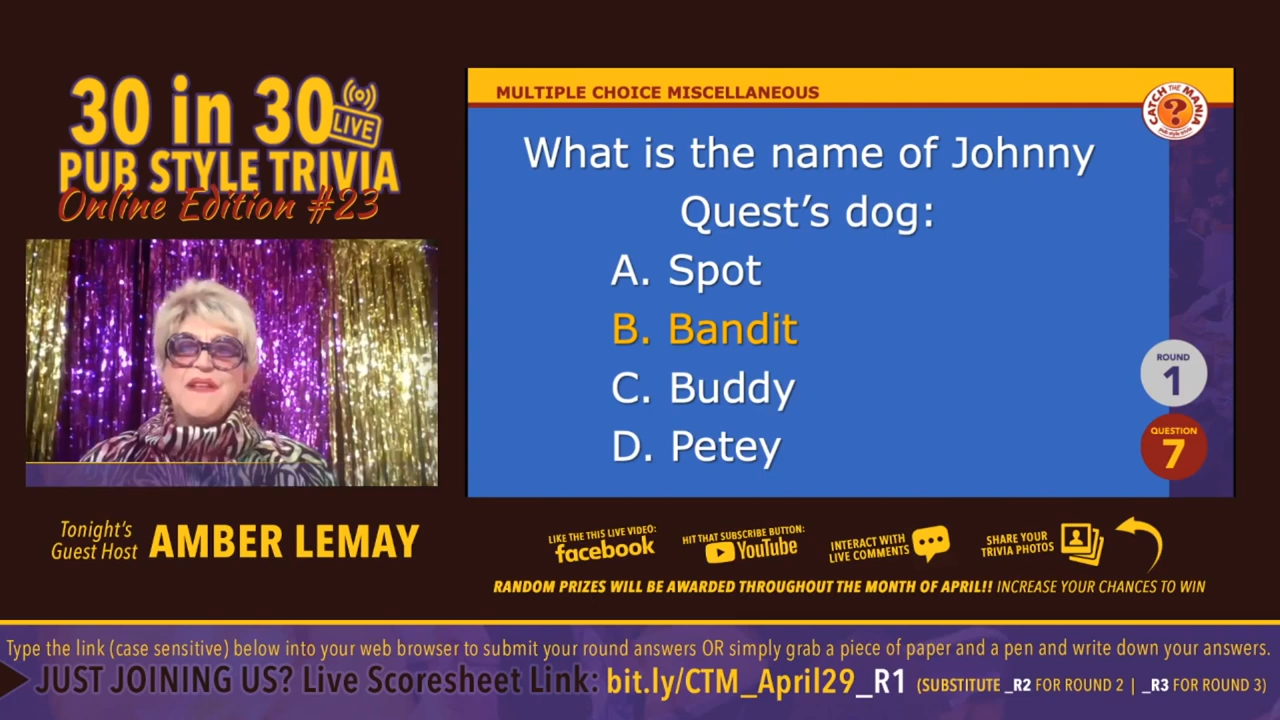 30 in 30
LIVE
PUB STYLE TRIVIA
Online Edition #23
MULTIPLE CHOICE MISCELLANEOUS
CATCH THE MANIA
?
pub style trivia
What is the name of Johnny
Quest's dog:
A. Spot
B. Bandit
C. Buddy
D. Petey
ROUND
1
QUESTION
7
Tonight's
Guest Host
AMBER LEMAY
LIKE THE THIS LIVE VIDEO:
facebook
HIT THAT SUBSCRIBE BUTTON:
YouTube
INTERACT WITH
LIVE COMMENTS
SHARE YOUR
TRIVIA PHOTOS
RANDOM PRIZES WILL BE AWARDED THROUGHOUT THE MONTH OF APRIL!! INCREASE YOUR CHANCES TO WIN
Type the link (case sensitive) below into your web browser to submit your round answers OR simply grab a piece of paper and a pen and write down your answers.
JUST JOINING US? Live Scoresheet Link: bit.ly/CTM_April29_R1 (SUBSTITUTE _R2 FOR ROUND 2 | _R3 FOR ROUND 3)